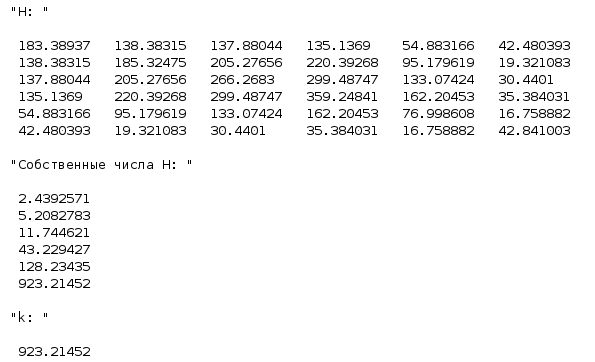 "H: "
183.38937 138.38315 137.88044 135.1369 54.883166 42.480393
138.38315 185.32475 205.27656 220.39268 95.179619 19.321083
137.88044 205.27656 266.2683 299.48747 133.07424 30.4401
135.1369 220.39268 299.48747 359.24841 162.20453 35.384031
54.883166 95.179619 133.07424 162.20453 76.998608 16.758882
42.480393 19.321083 30.4401 35.384031 16.758882 42.841003
"Собственные числа H: "
2.4392571
5.2082783
11.744621
43.229427
128.23435
923.21452
"k: "
923.21452